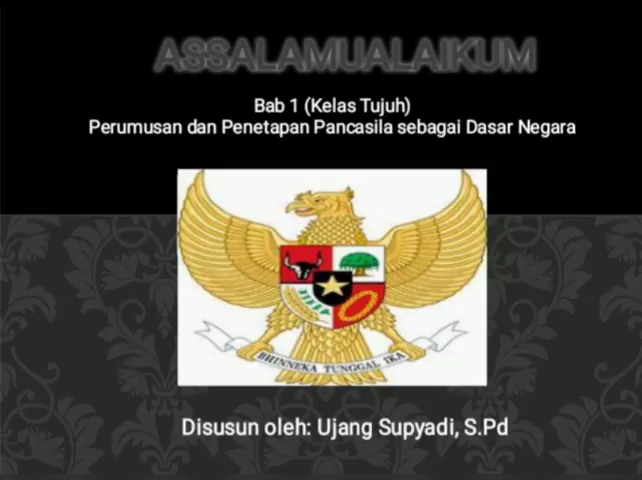 ASSALAMUALAIKUM
Bab 1 (Kelas Tujuh)
Perumusan dan Penetapan Pancasila sebagai Dasar Negara
BHINNEKA TUNGGAL IKA
Disusun oleh: Ujang Supyadi, S.Pd